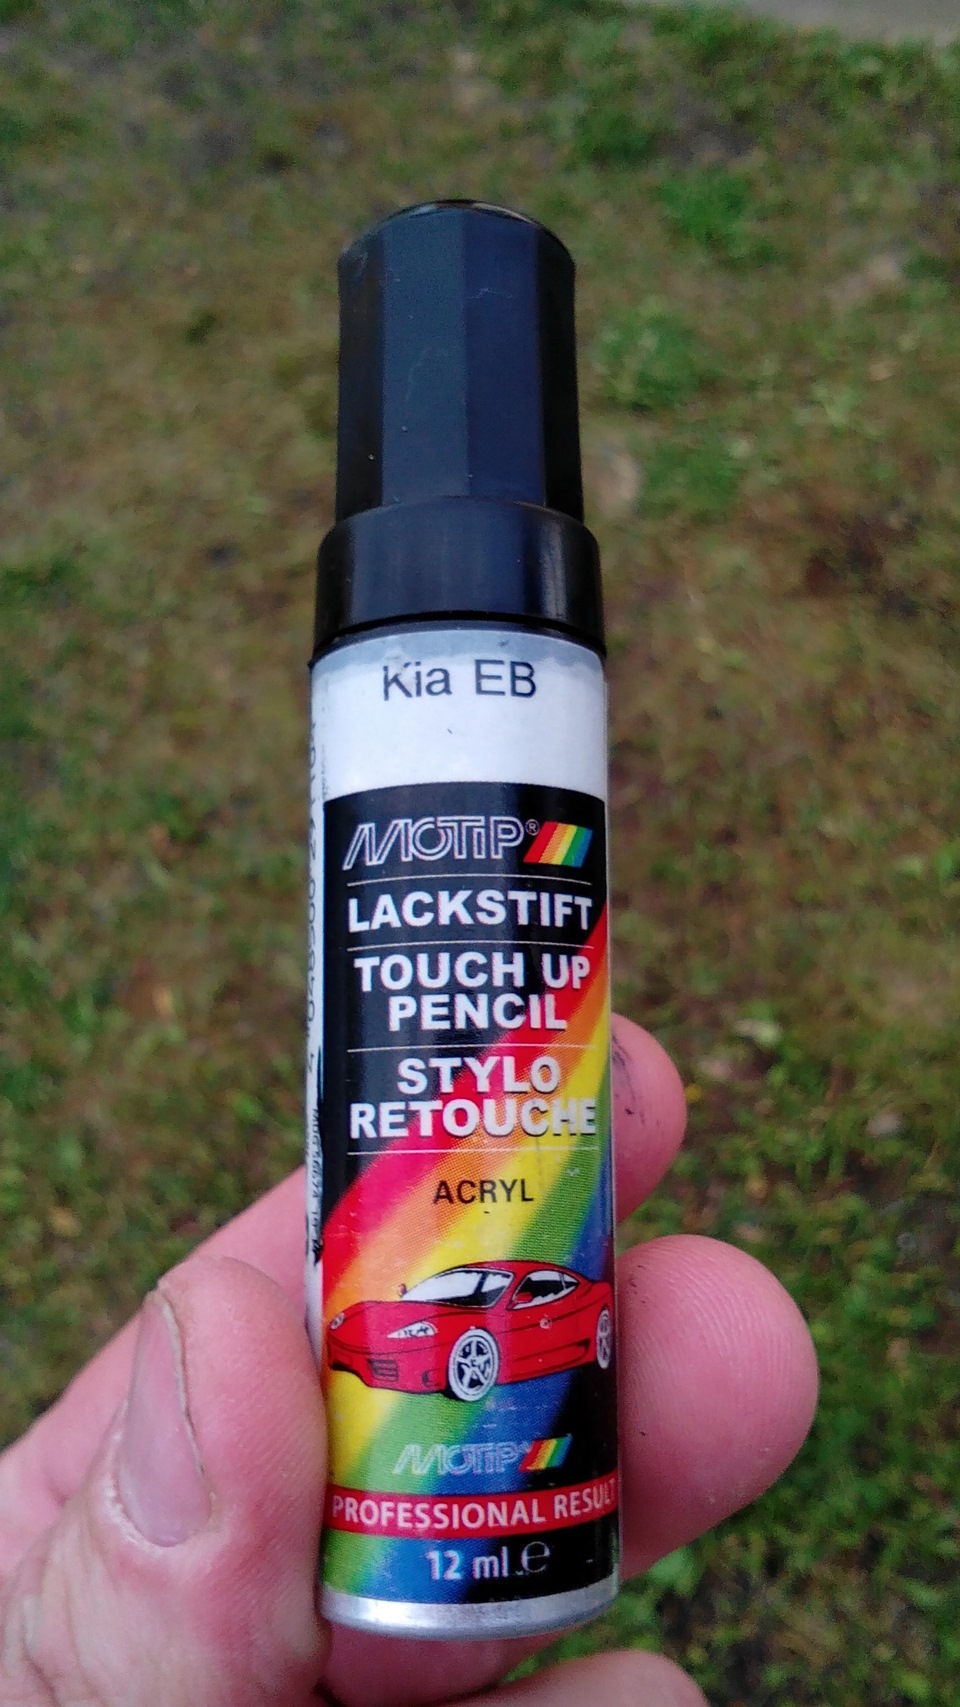 Kia EB
MOTIP®
LACKSTIFT
TOUCH UP
PENCIL
STYLO
RETOUCHE
ACRYL
MOTIP
PROFESSIONAL RESULT
12 ml e